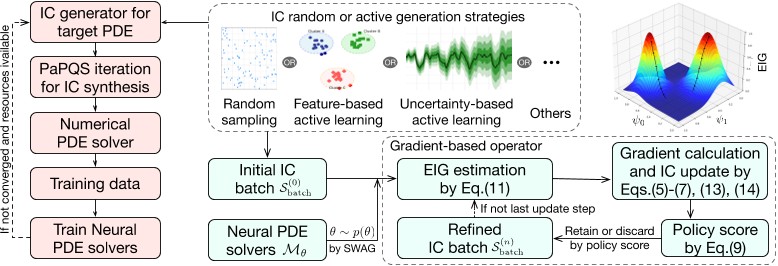 If not converged and resources ivailable
IC generator for
target PDE
PaPQS iteration
for IC synthesis
Numerical
PDE solver
Training data
Train Neural
PDE solvers
IC random or active generation strategies
Cluster A
Cluster B
OR
OR
OR
...
Random
sampling
Feature-based
active learning
Uncertainty-based
active learning
Others
EIG
ψ₀
ψ₁
Initial IC
batch 𝒮_batch^(0)
Neural PDE
solvers ℳ_θ
θ ∼ p(θ)
by SWAG
Gradient-based operator
EIG estimation
by Eq.(11)
Gradient calculation
and IC update by
Eqs.(5)-(7), (13), (14)
If not last update step
Refined
IC batch 𝒮_batch^(n)
Retain or discard
by policy score
Policy score
by Eq.(9)